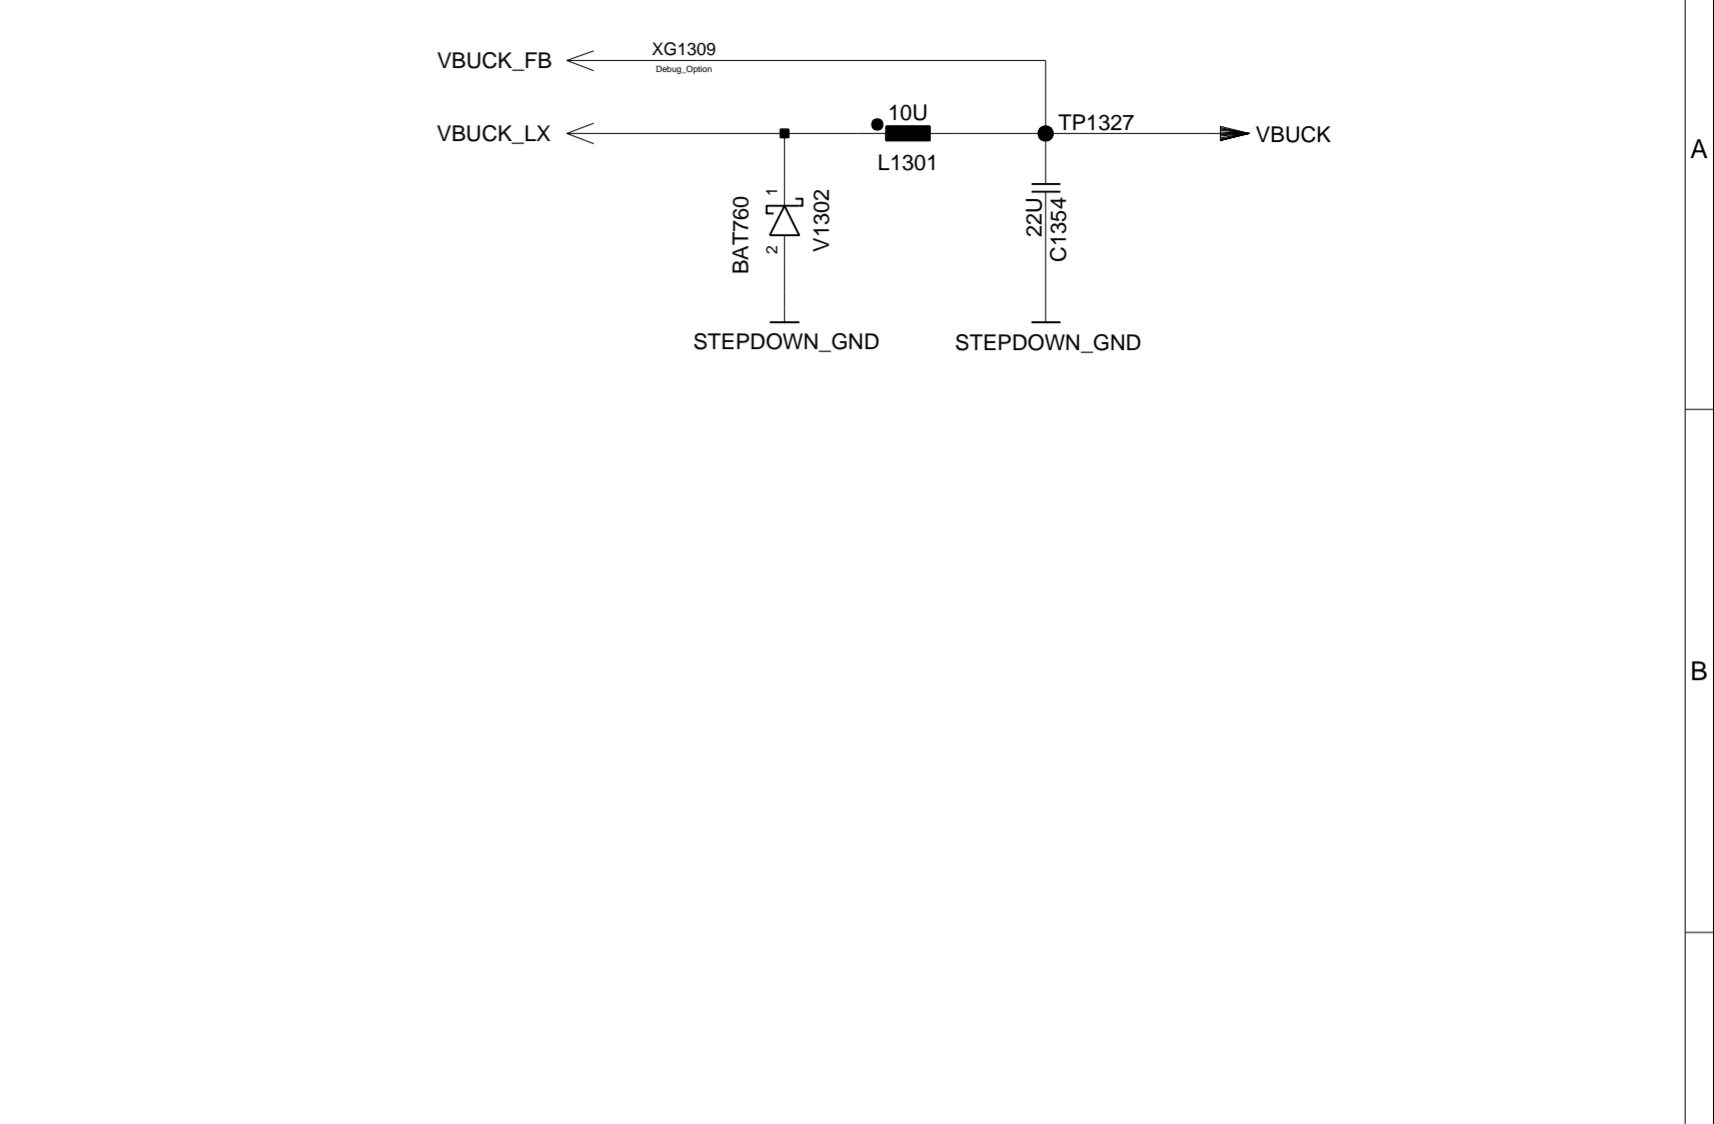 XG1309
VBUCK_FB
Debug_Option
10U
TP1327
VBUCK_LX
VBUCK
A
L1301
1
BAT760
V1302
2
22U
C1354
STEPDOWN_GND
STEPDOWN_GND
B